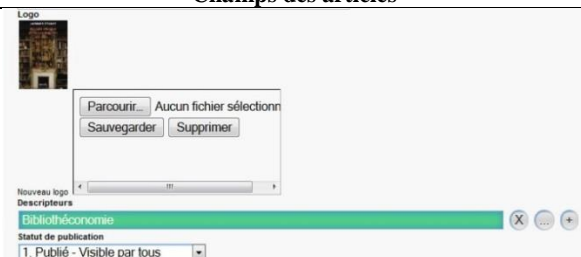 Champs des articles
Logo
Parcourir... Aucun fichier sélectionn
Sauvegarder Supprimer
Nouveau logo
Descripteurs
Bibliothéconomie X ... +
Statut de publication
1. Publié - Visible par tous